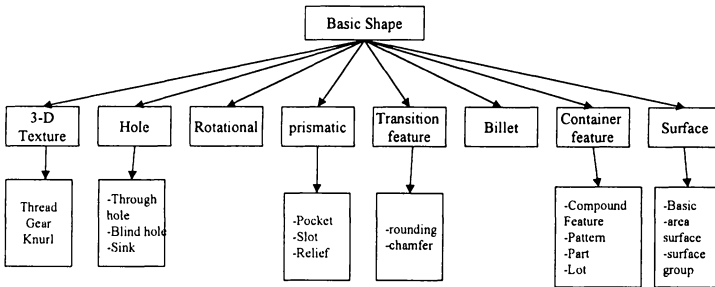 Basic Shape
3-D
Texture
Hole
Rotational
prismatic
Transition
feature
Billet
Container
feature
Surface
Thread
Gear
Knurl
-Through
hole
-Blind hole
-Sink
-Pocket
-Slot
-Relief
-rounding
-chamfer
-Compound
Feature
-Pattern
-Part
-Lot
-Basic
-area
surface
-surface
group